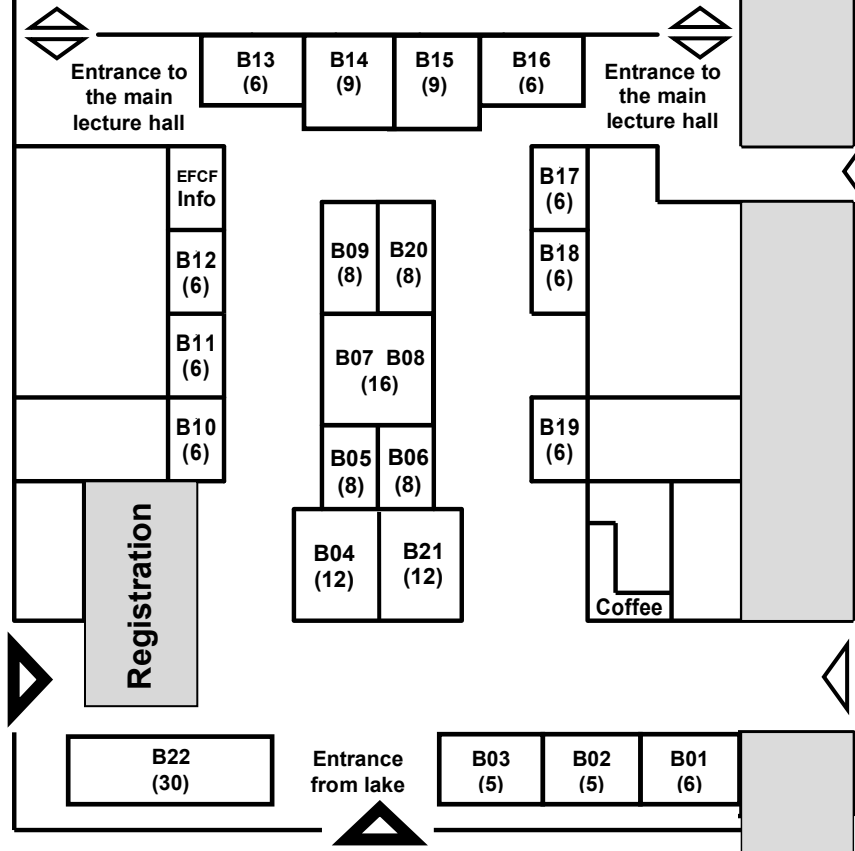 B13
(6)
B14
(9)
B15
(9)
B16
(6)
Entrance to
the main
lecture hall
Entrance to
the main
lecture hall
EFCF
Info
B17
(6)
B12
(6)
B09
(8)
B20
(8)
B18
(6)
B11
(6)
B07 B08
(16)
B10
(6)
B05
(8)
B06
(8)
B19
(6)
Registration
B04
(12)
B21
(12)
Coffee
B22
(30)
Entrance
from lake
B03
(5)
B02
(5)
B01
(6)